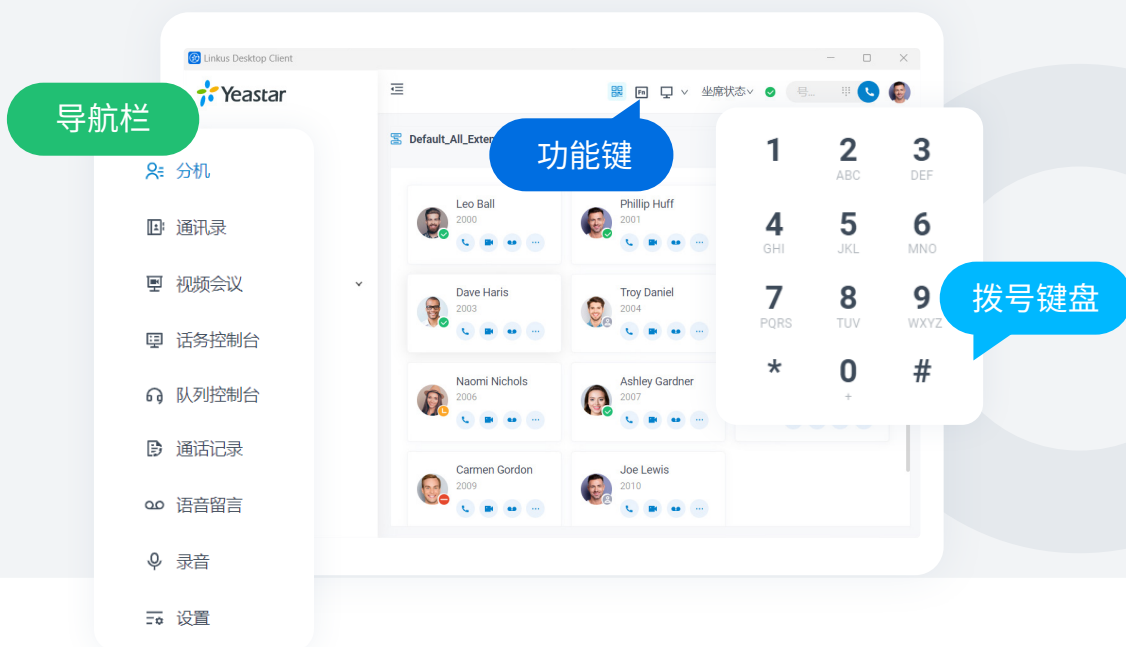 Linkus Desktop Client
Yeastar
导航栏
坐席状态
号...
Fn
Default_All_Exten
功能键
分机
通讯录
视频会议
话务控制台
队列控制台
通话记录
语音留言
录音
设置
Leo Ball
2000
Phillip Huff
2001
Dave Haris
2003
Troy Daniel
2004
Naomi Nichols
2006
Ashley Gardner
2007
Carmen Gordon
2009
Joe Lewis
2010
1
2
ABC
3
DEF
4
GHI
5
JKL
6
MNO
7
PQRS
8
TUV
9
WXYZ
*
0
+
#
拨号键盘